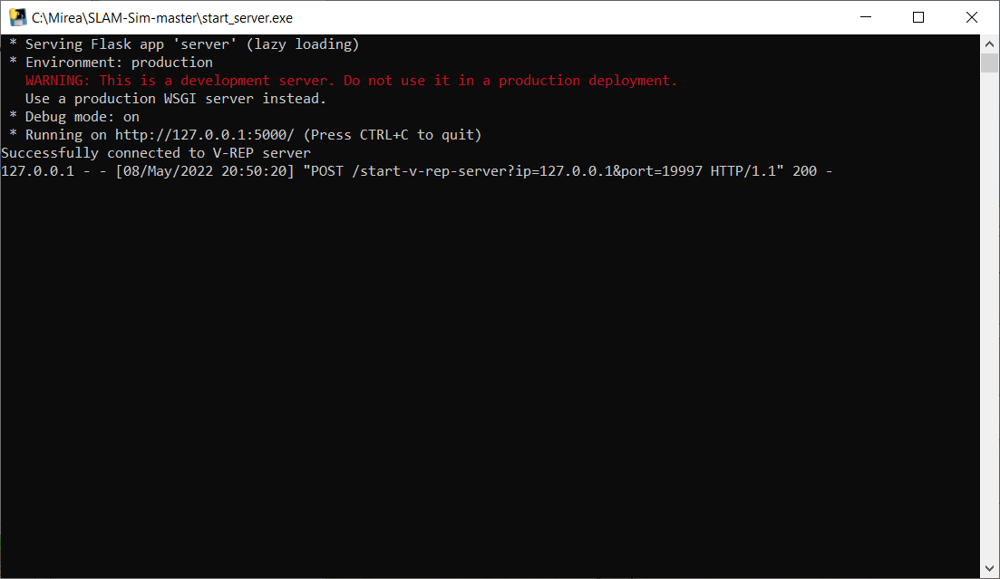 C:\Mirea\SLAM-Sim-master\start_server.exe
* Serving Flask app 'server' (lazy loading)
* Environment: production
WARNING: This is a development server. Do not use it in a production deployment.
Use a production WSGI server instead.
* Debug mode: on
* Running on http://127.0.0.1:5000/ (Press CTRL+C to quit)
Successfully connected to V-REP server
127.0.0.1 - - [08/May/2022 20:50:20] "POST /start-v-rep-server?ip=127.0.0.1&port=19997 HTTP/1.1" 200 -